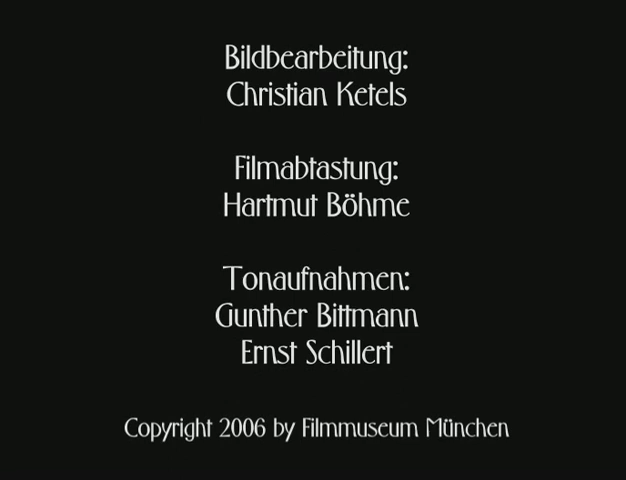 Bildbearbeitung:
Christian Ketels
Filmabtastung:
Hartmut Böhme
Tonaufnahmen:
Gunther Bittmann
Ernst Schillert
Copyright 2006 by Filmmuseum München